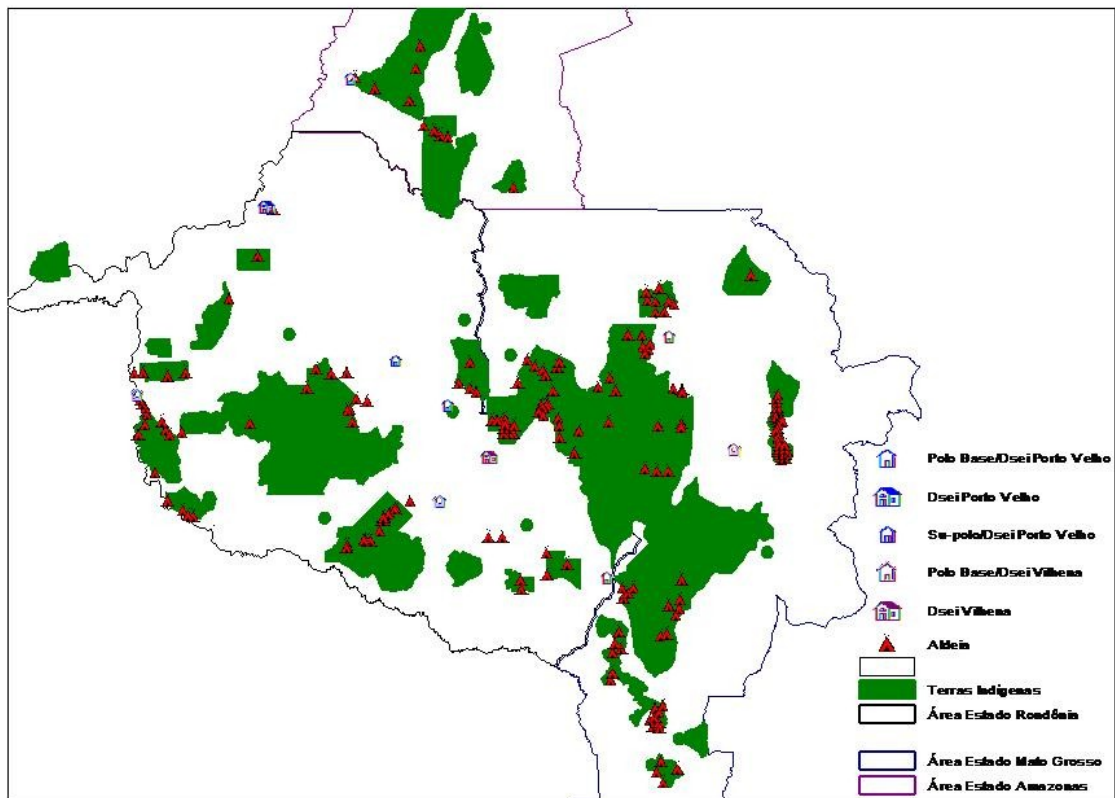 Polo Base/Dsei Porto Velho
Dsei Porto Velho
Su-polo/Dsei Porto Velho
Polo Base/Dsei Vilhena
Dsei Vilhena
Aldeia
Terras Indígenas
Área Estado Rondônia
Área Estado Mato Grosso
Área Estado Amazonas